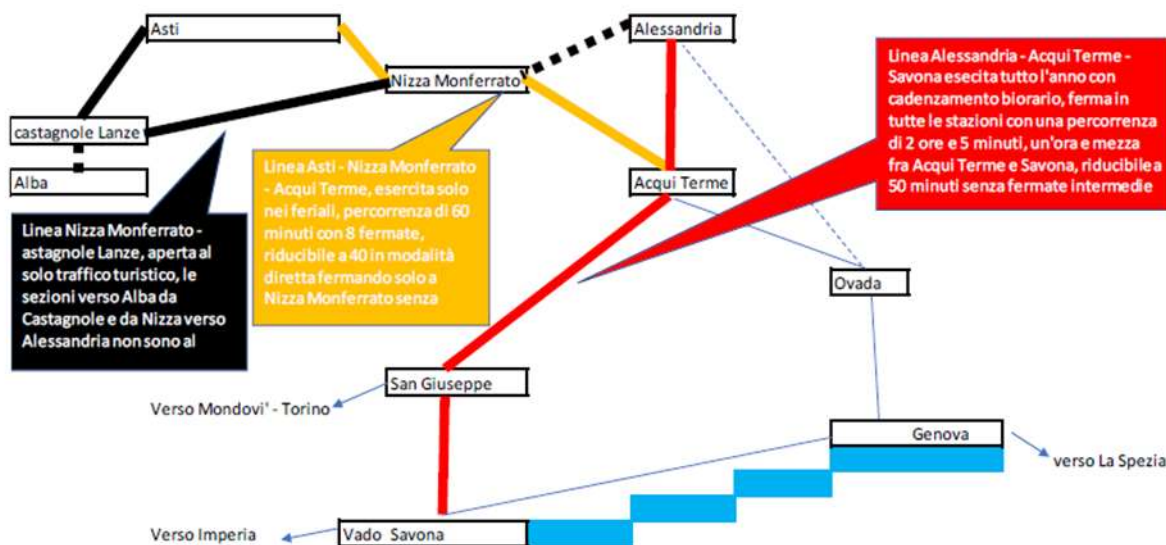 Asti
Alessandria
Nizza Monferrato
castagnole Lanze
Alba
Acqui Terme
Linea Alessandria - Acqui Terme -
Savona esecita tutto l'anno con
cadenzamento biorario, ferma in
tutte le stazioni con una percorrenza
di 2 ore e 5 minuti, un'ora e mezza
fra Acqui Terme e Savona, riducibile a
50 minuti senza fermate intermedie
Linea Asti - Nizza Monferrato
- Acqui Terme, esercita solo
nei feriali, percorrenza di 60
minuti con 8 fermate,
riducibile a 40 in modalità
diretta fermando solo a
Nizza Monferrato senza
Linea Nizza Monferrato -
astagnole Lanze, aperta al
solo traffico turistico, le
sezioni verso Alba da
Castagnole e da Nizza verso
Alessandria non sono al
Ovada
San Giuseppe
Verso Mondovi' - Torino
Genova
verso La Spezia
Verso Imperia
Vado Savona